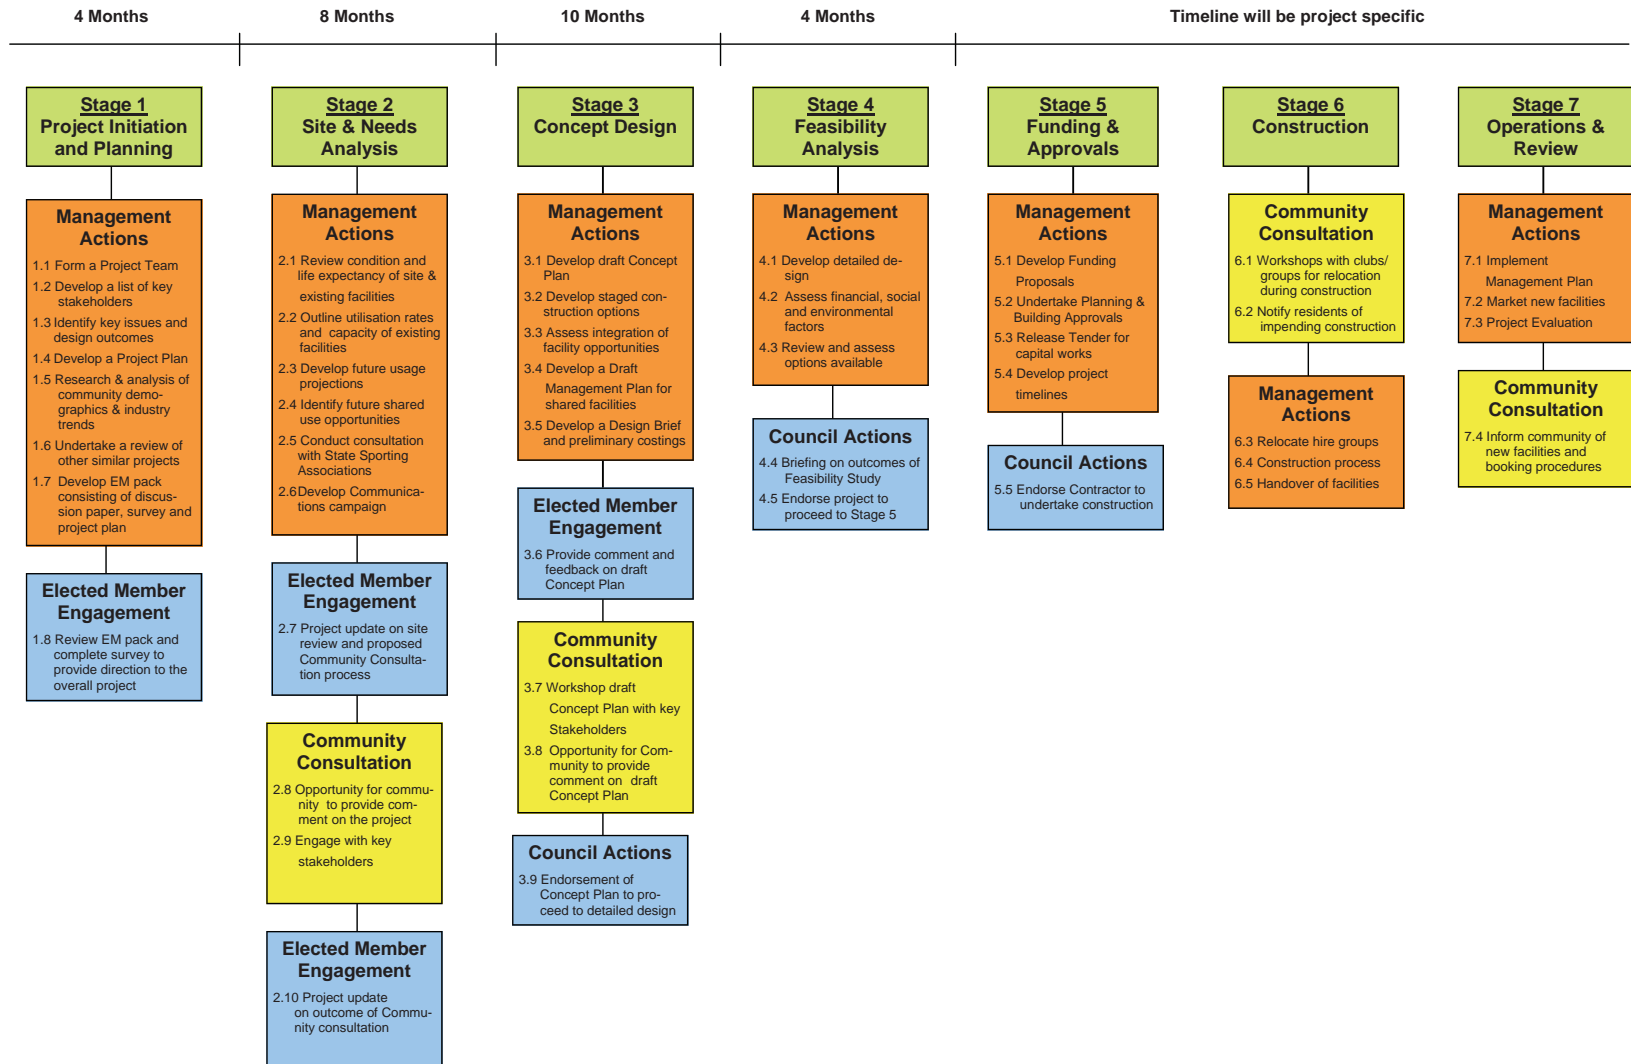 4 Months
8 Months
10 Months
4 Months
Timeline will be project specific
Stage 1
Project Initiation
and Planning
Management
Actions
1.1 Form a Project Team
1.2 Develop a list of key
stakeholders
1.3 Identify key issues and
design outcomes
1.4 Develop a Project Plan
1.5 Research & analysis of
community demo-
graphics & industry
trends
1.6 Undertake a review of
other similar projects
1.7 Develop EM pack
consisting of discus-
sion paper, survey and
project plan
Elected Member
Engagement
1.8 Review EM pack and
complete survey to
provide direction to the
overall project
Stage 2
Site & Needs
Analysis
Management
Actions
2.1 Review condition and
life expectancy of site &
existing facilities
2.2 Outline utilisation rates
and capacity of existing
facilities
2.3 Develop future usage
projections
2.4 Identify future shared
use opportunities
2.5 Conduct consultation
with State Sporting
Associations
2.6 Develop Communica-
tions campaign
Elected Member
Engagement
2.7 Project update on site
review and proposed
Community Consulta-
tion process
Community
Consultation
2.8 Opportunity for commu-
nity to provide com-
ment on the project
2.9 Engage with key
stakeholders
Elected Member
Engagement
2.10 Project update
on outcome of Commu-
nity consultation
Stage 3
Concept Design
Management
Actions
3.1 Develop draft Concept
Plan
3.2 Develop staged con-
struction options
3.3 Assess integration of
facility opportunities
3.4 Develop a Draft
Management Plan for
shared facilities
3.5 Develop a Design Brief
and preliminary costings
Elected Member
Engagement
3.6 Provide comment and
feedback on draft
Concept Plan
Community
Consultation
3.7 Workshop draft
Concept Plan with key
Stakeholders
3.8 Opportunity for Com-
munity to provide
comment on draft
Concept Plan
Council Actions
3.9 Endorsement of
Concept Plan to pro-
ceed to detailed design
Stage 4
Feasibility
Analysis
Management
Actions
4.1 Develop detailed de-
sign
4.2 Assess financial, social
and environmental
factors
4.3 Review and assess
options available
Council Actions
4.4 Briefing on outcomes of
Feasibility Study
4.5 Endorse project to
proceed to Stage 5
Stage 5
Funding &
Approvals
Management
Actions
5.1 Develop Funding
Proposals
5.2 Undertake Planning &
Building Approvals
5.3 Release Tender for
capital works
5.4 Develop project
timelines
Council Actions
5.5 Endorse Contractor to
undertake construction
Stage 6
Construction
Community
Consultation
6.1 Workshops with clubs/
groups for relocation
during construction
6.2 Notify residents of
impending construction
Management
Actions
6.3 Relocate hire groups
6.4 Construction process
6.5 Handover of facilities
Stage 7
Operations &
Review
Management
Actions
7.1 Implement
Management Plan
7.2 Market new facilities
7.3 Project Evaluation
Community
Consultation
7.4 Inform community of
new facilities and
booking procedures